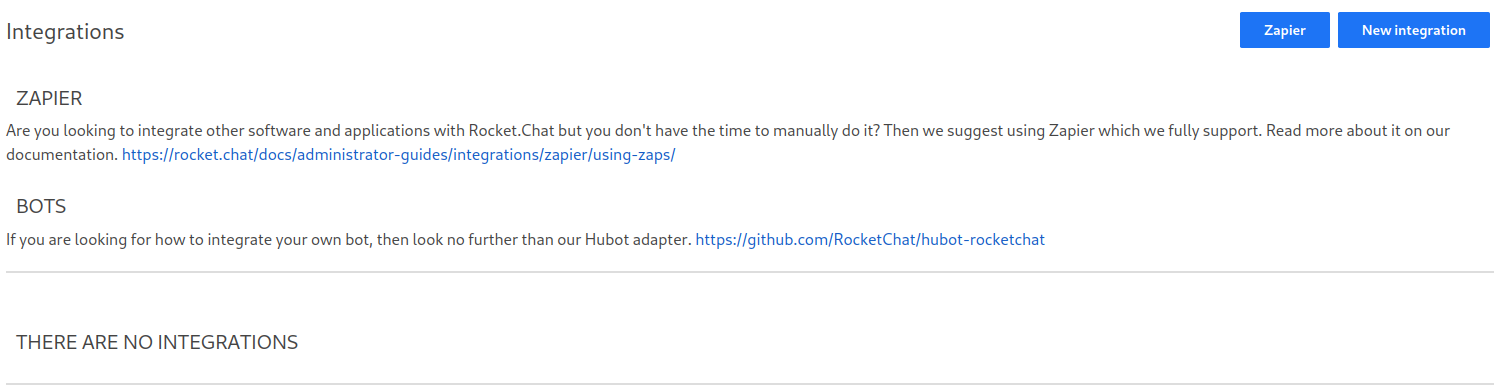 Integrations
Zapier
New integration
ZAPIER
Are you looking to integrate other software and applications with Rocket.Chat but you don't have the time to manually do it? Then we suggest using Zapier which we fully support. Read more about it on our
documentation. https://rocket.chat/docs/administrator-guides/integrations/zapier/using-zaps/
BOTS
If you are looking for how to integrate your own bot, then look no further than our Hubot adapter. https://github.com/RocketChat/hubot-rocketchat
THERE ARE NO INTEGRATIONS